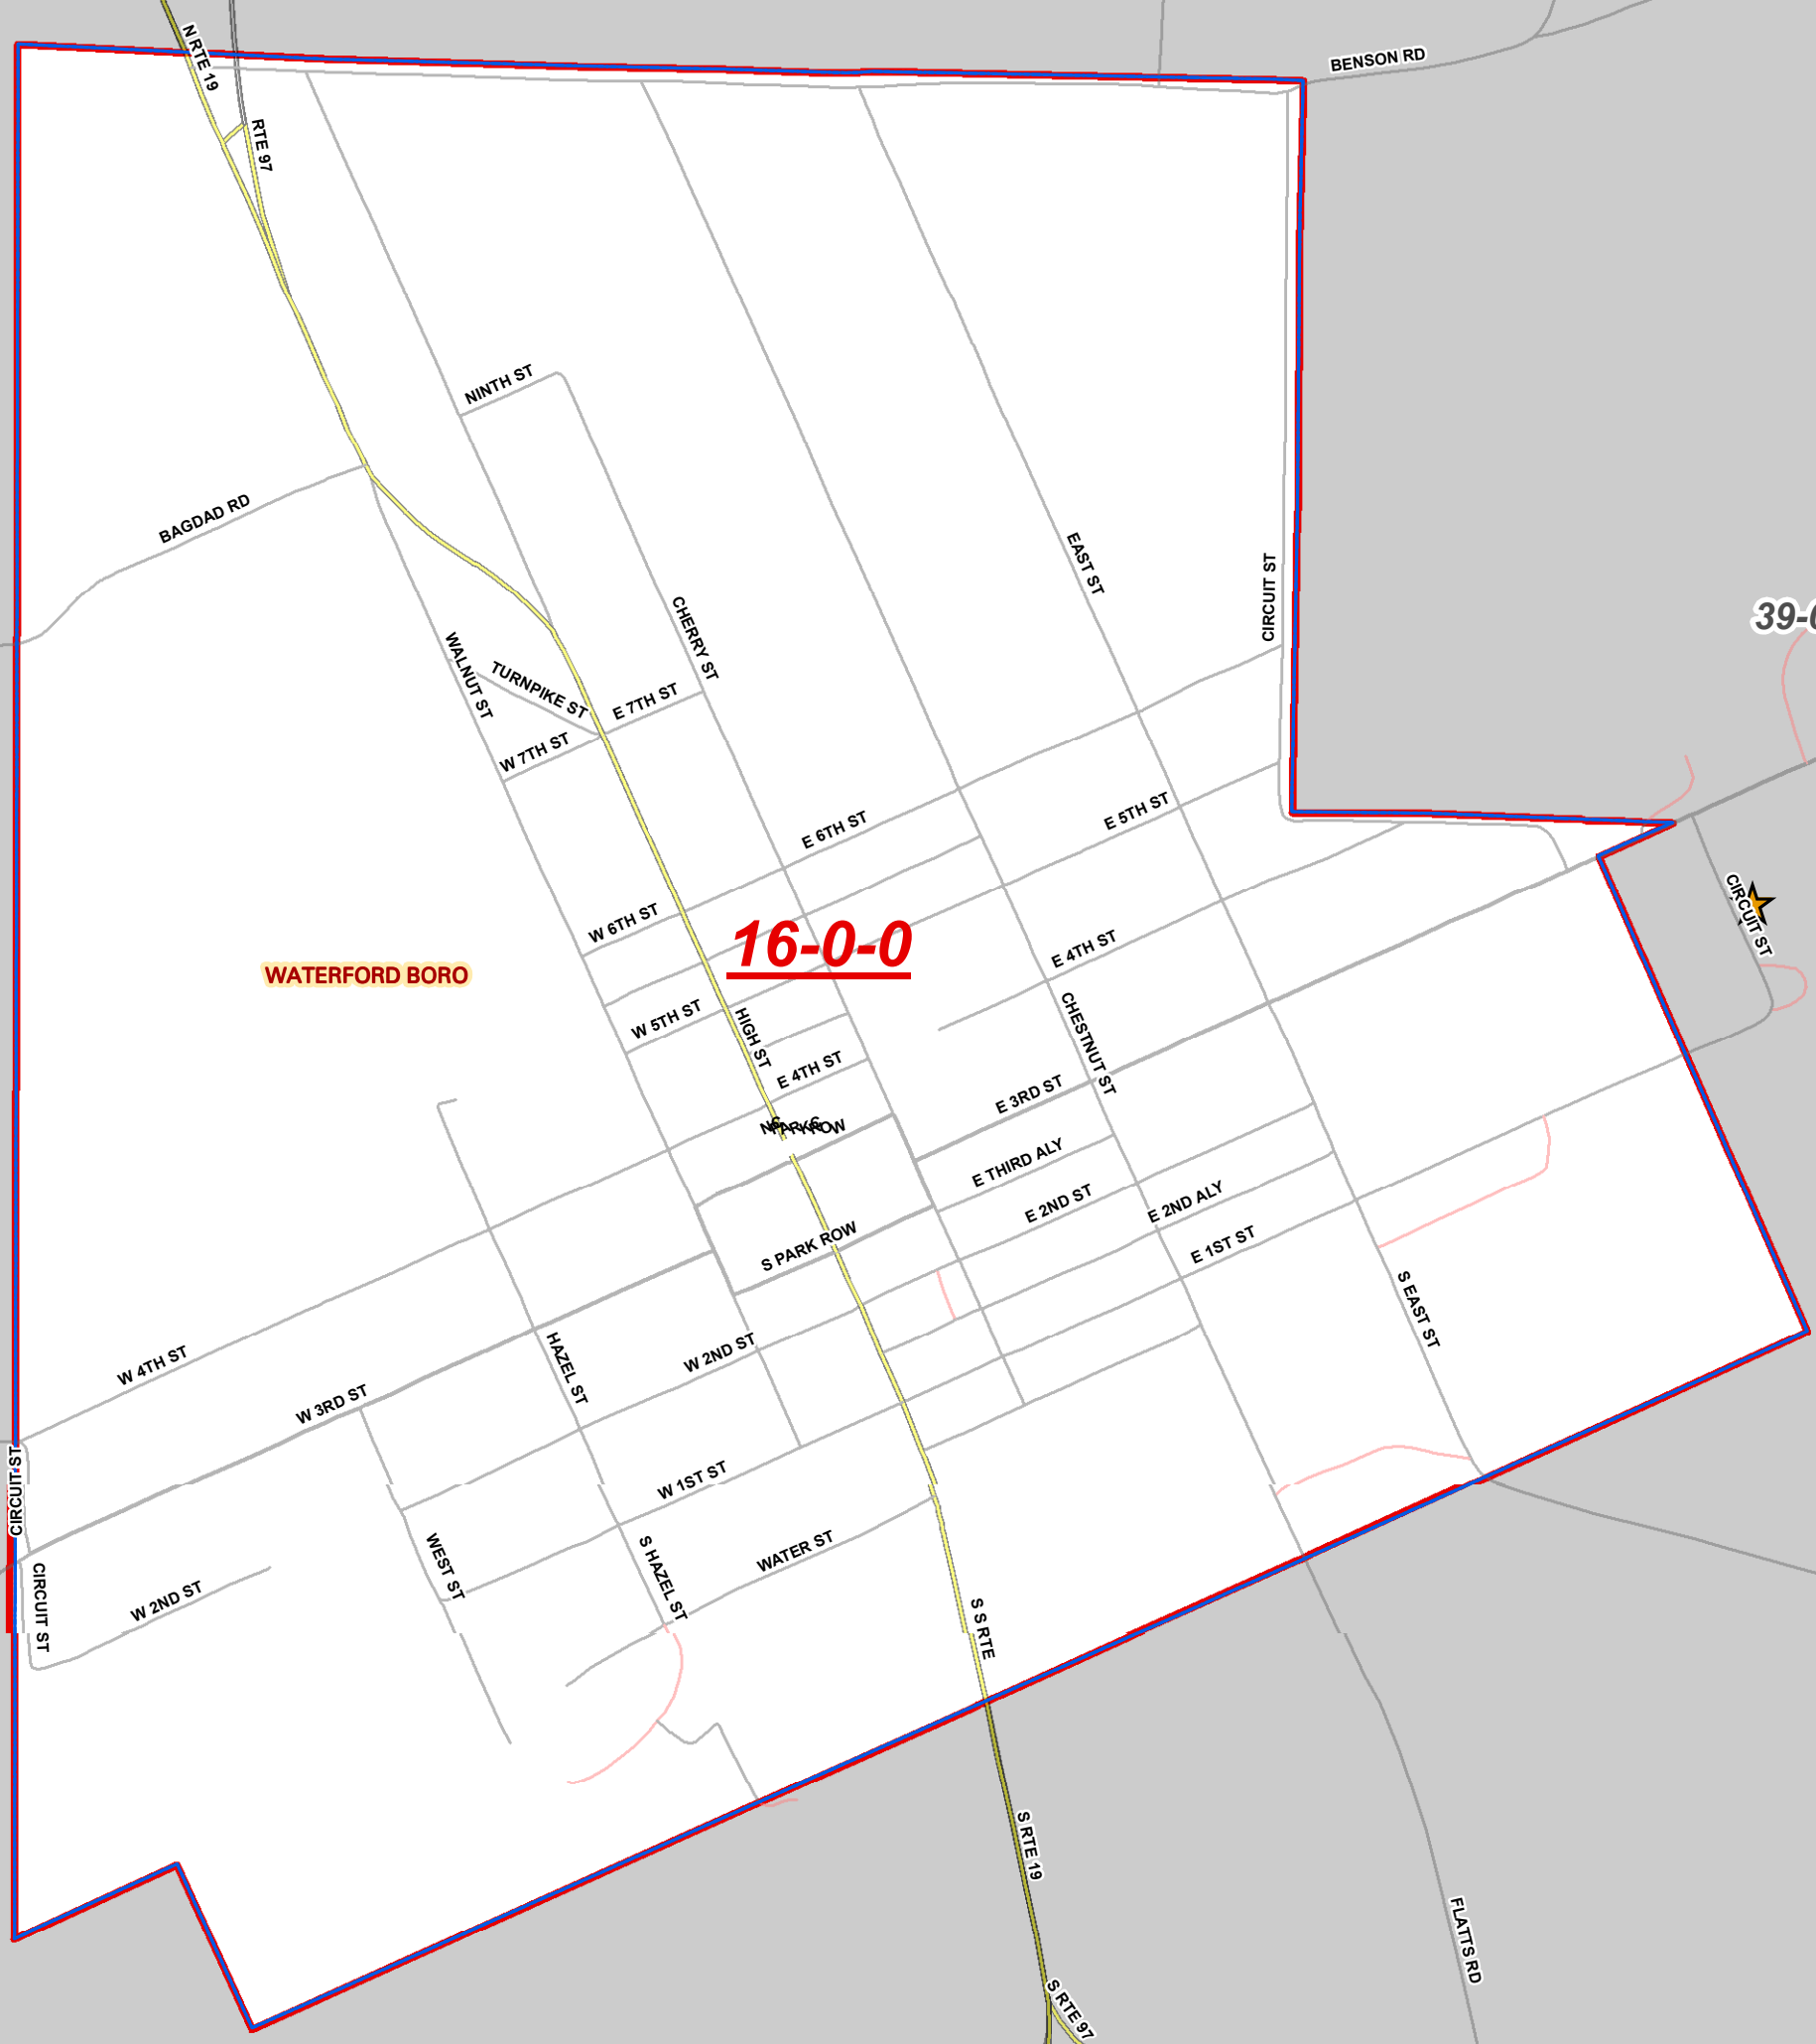 N RTE 19
BENSON RD
RTE 97
NINTH ST
BAGDAD RD
EAST ST
CIRCUIT ST
CHERRY ST
39-0
WALNUT ST
TURNPIKE ST
E 7TH ST
W 7TH ST
E 6TH ST
E 5TH ST
W 6TH ST
16-0-0
CIRCUIT ST
WATERFORD BORO
E 4TH ST
W 5TH ST
HIGH ST
CHESTNUT ST
E 4TH ST
E 3RD ST
E THIRD ALY
E 2ND ST
E 2ND ALY
S PARK ROW
E 1ST ST
S EAST ST
W 4TH ST
HAZEL ST
W 2ND ST
W 3RD ST
CIRCUIT ST
W 1ST ST
WATER ST
WEST ST
S HAZEL ST
CIRCUIT ST
W 2ND ST
S S RTE
S RTE 19
FLATTS RD
S RTE 97